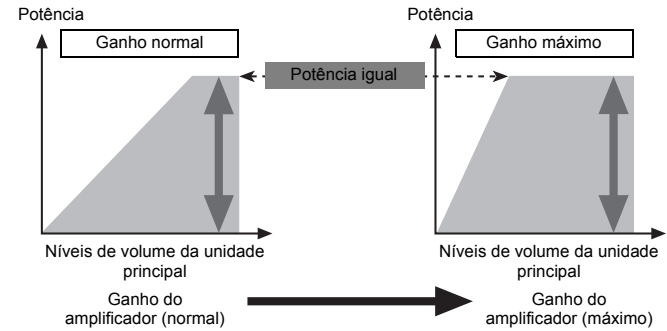 Potência
Potência
Ganho normal
Ganho máximo
Potência igual
Níveis de volume da unidade
principal
Níveis de volume da unidade
principal
Ganho do
amplificador (normal)
Ganho do
amplificador (máximo)